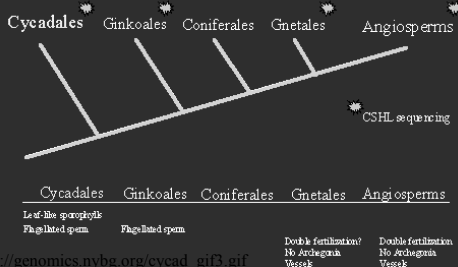 Cycadales Ginkoales Coniferales Gnetales Angiosperms
CSHL sequencing
Cycadales Ginkoales Coniferales Gnetales Angiosperms
Leaf-like sporophylls
Flagellated sperm Flagellated sperm
Double fertilization? Double fertilization
No Archegonia No Archegonia
://genomics.nybg.org/cycad_gif3.gif Vessels Vessels